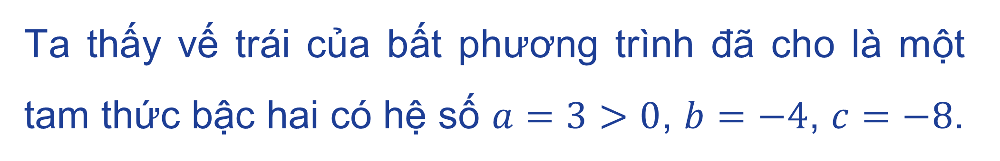 Ta thấy vế trái của bất phương trình đã cho là một
tam thức bậc hai có hệ số a = 3 > 0, b = −4, c = −8.